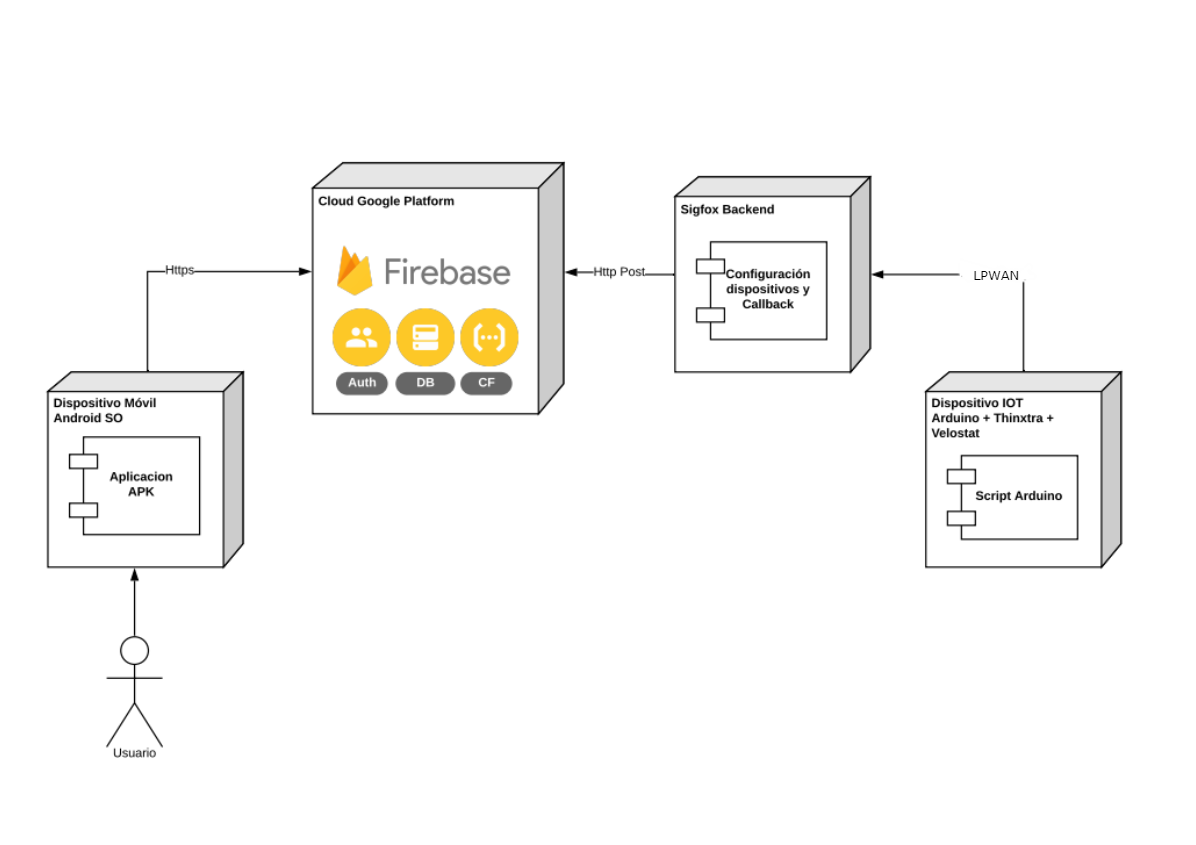 Cloud Google Platform
Firebase
Auth
DB
CF
Sigfox Backend
Configuración
dispositivos y
Callback
Https
Http Post
LPWAN
Dispositivo Móvil
Android SO
Aplicacion
APK
Dispositivo IOT
Arduino + Thinxtra +
Velostat
Script Arduino
Usuario